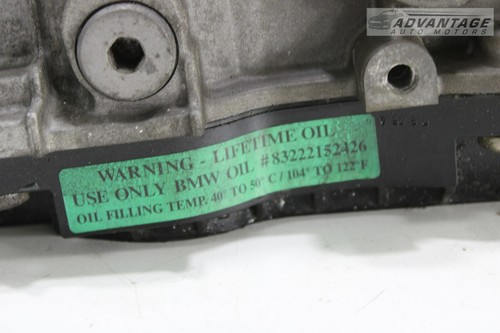 ADVANTAGE
AUTO MOTORS
WARNING - LIFETIME OIL
USE ONLY BMW OIL #83222152426
OIL FILLING TEMP. 40° TO 50° C / 104° TO 122° F